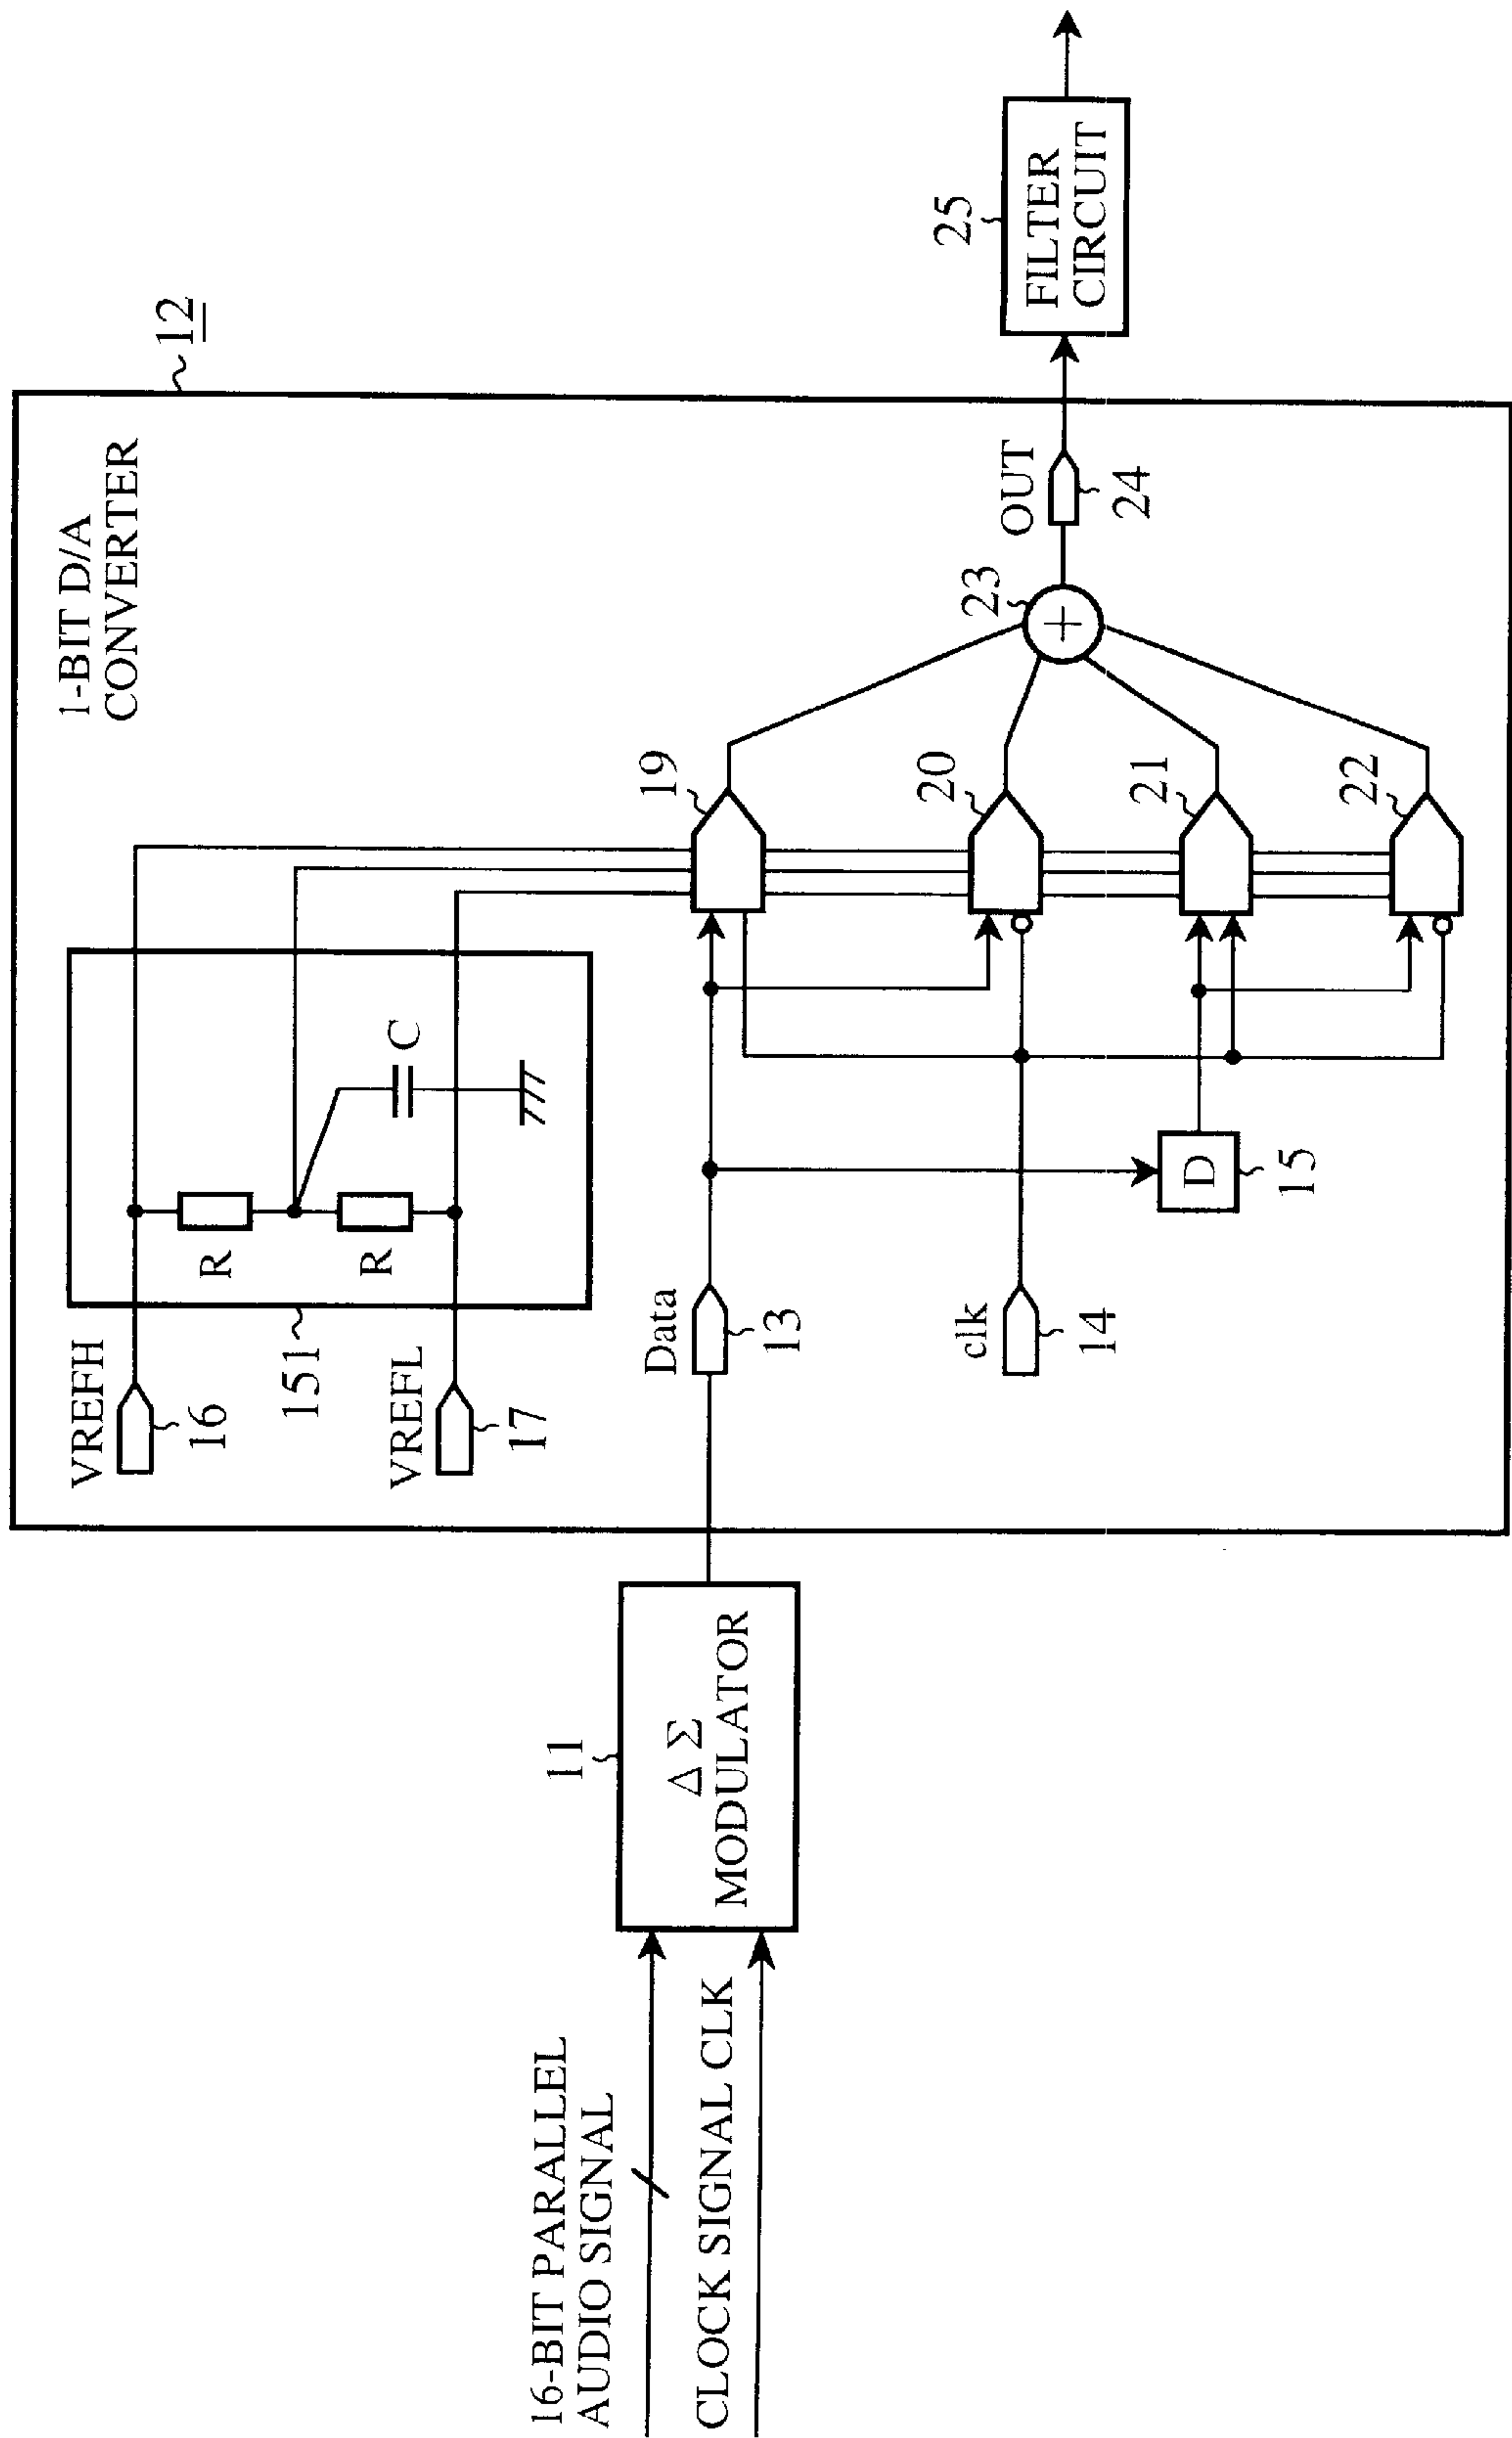 16-BIT PARALLEL
AUDIO SIGNAL
CLOCK SIGNAL CLK
11
Δ Σ
MODULATOR
12
1-BIT D/A
CONVERTER
VREFH
16
VREFL
17
151
R
R
C
Data
13
clk
14
D
15
19
20
21
22
23
+
OUT
24
25
FILTER
CIRCUIT